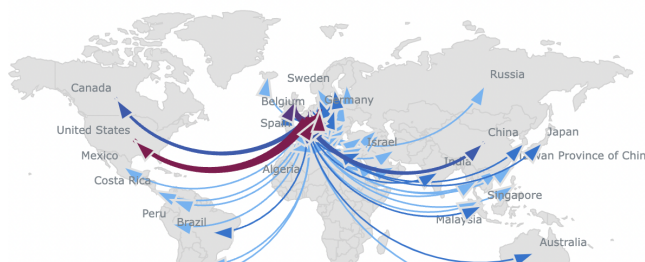 Sweden
Russia
Canada
Belgium
Germany
Spain
United States
China
Japan
Israel
Mexico
India
Taiwan Province of Chin
Algeria
Costa Rica
Singapore
Peru
Brazil
Malaysia
Australia